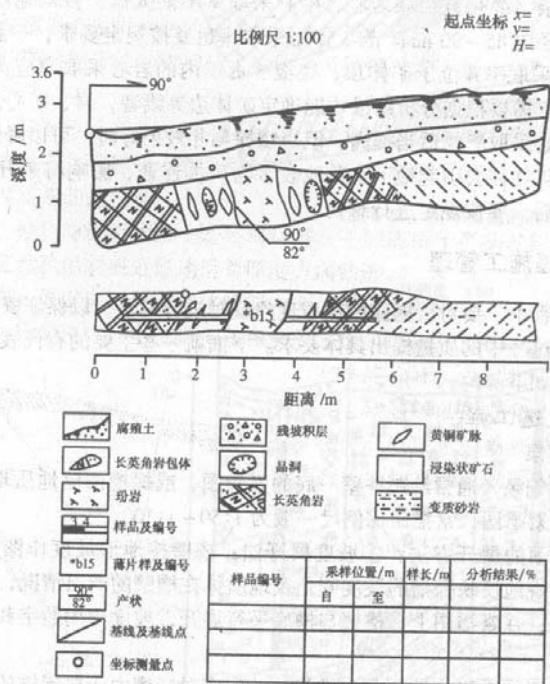 起点坐标 x=
y=
H=
比例尺 1:100
3.6
3
2
1
0
深度 /m
90°
90°
82°
*b15
0 1 2 3 4 5 6 7 8
距离 /m
腐殖土
残坡积层
黄铜矿脉
长英角岩包体
晶洞
浸染状矿石
玢岩
长英角岩
变质砂岩
3 4
样品及编号
*b15
薄片样及编号
90°
82°
产状
基线及基线点
坐标测量点
样品编号 采样位置/m 样长/m 分析结果/%
自 至